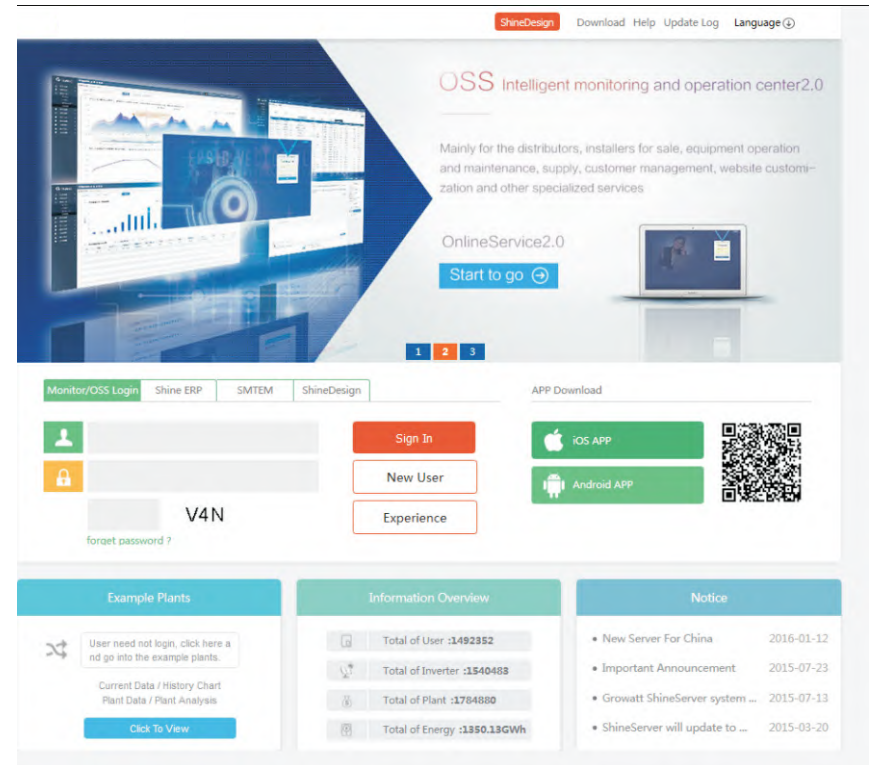 ShineDesign Download Help Update Log Language
OSS Intelligent monitoring and operation center2.0
Mainly for the distributors, installers for sale, equipment operation
and maintenance, supply, customer management, website customi-
zation and other specialized services
OnlineService2.0
Start to go
1 2 3
Monitor/OSS Login Shine ERP SMTEM ShineDesign
APP Download
Sign In
New User
V4N
Experience
forget password ?
iOS APP
Android APP
Example Plants
User need not login, click here a
nd go into the example plants.
Current Data / History Chart
Plant Data / Plant Analysis
Click To View
Information Overview
Total of User :1492352
Total of Inverter :1540483
Total of Plant :1784880
Total of Energy :1350.13GWh
Notice
• New Server For China 2016-01-12
• Important Announcement 2015-07-23
• Growatt ShineServer system ... 2015-07-13
• ShineServer will update to ... 2015-03-20